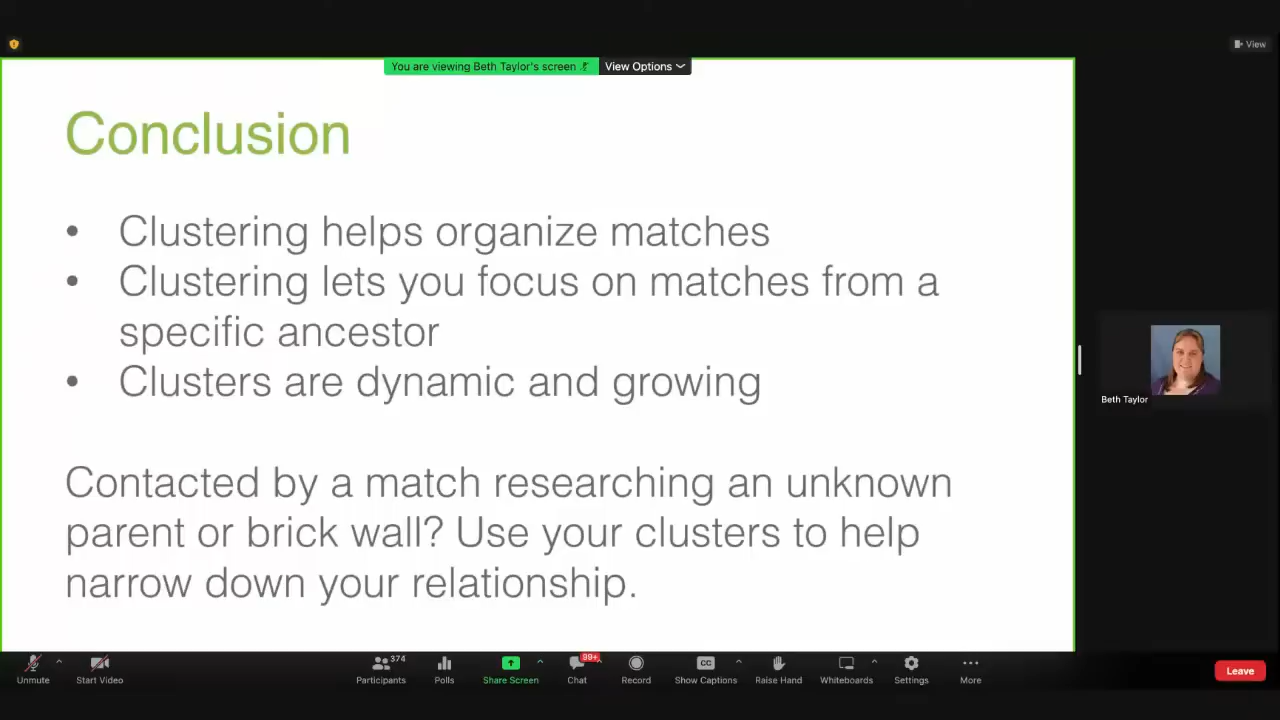 View
You are viewing Beth Taylor's screen
View Options
Conclusion
• Clustering helps organize matches
• Clustering lets you focus on matches from a
specific ancestor
• Clusters are dynamic and growing
Contacted by a match researching an unknown
parent or brick wall? Use your clusters to help
narrow down your relationship.
Beth Taylor
374
99+
CC
Unmute
Start Video
Participants
Polls
Share Screen
Chat
Record
Show Captions
Raise Hand
Whiteboards
Settings
More
Leave